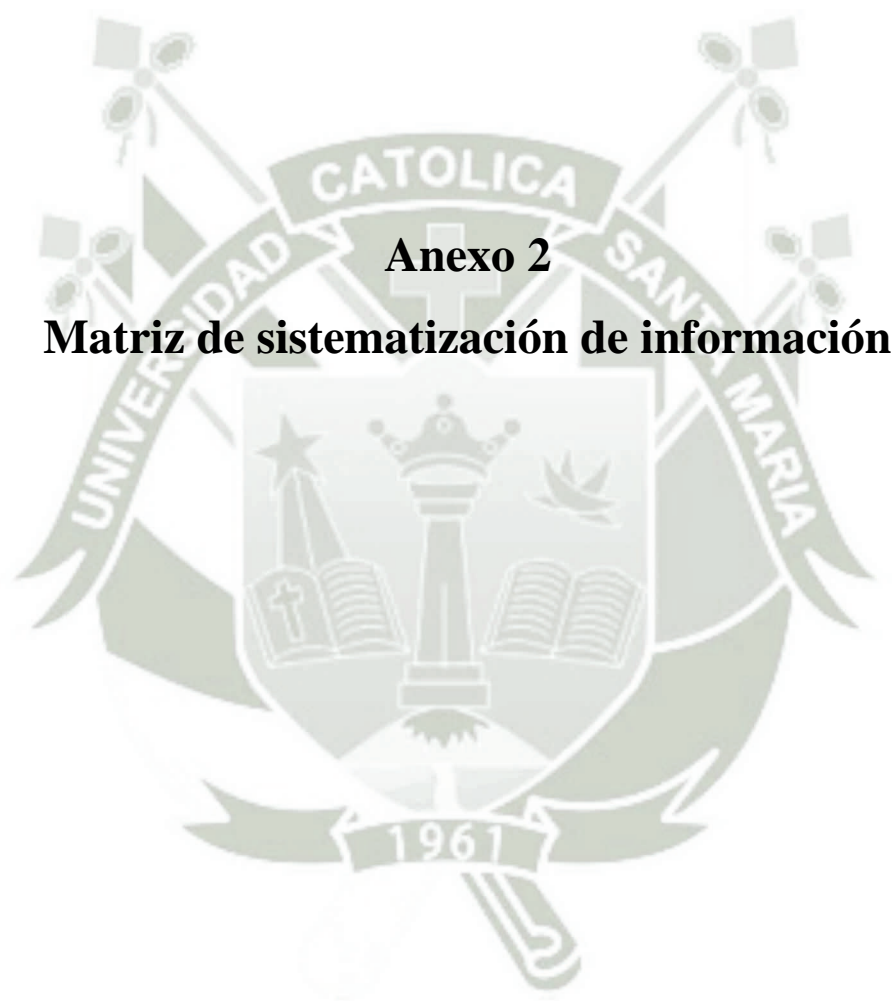 CATOLICA
Anexo 2
UNIVERSIDAD
SANTA MARIA
Matriz de sistematización de información
1961